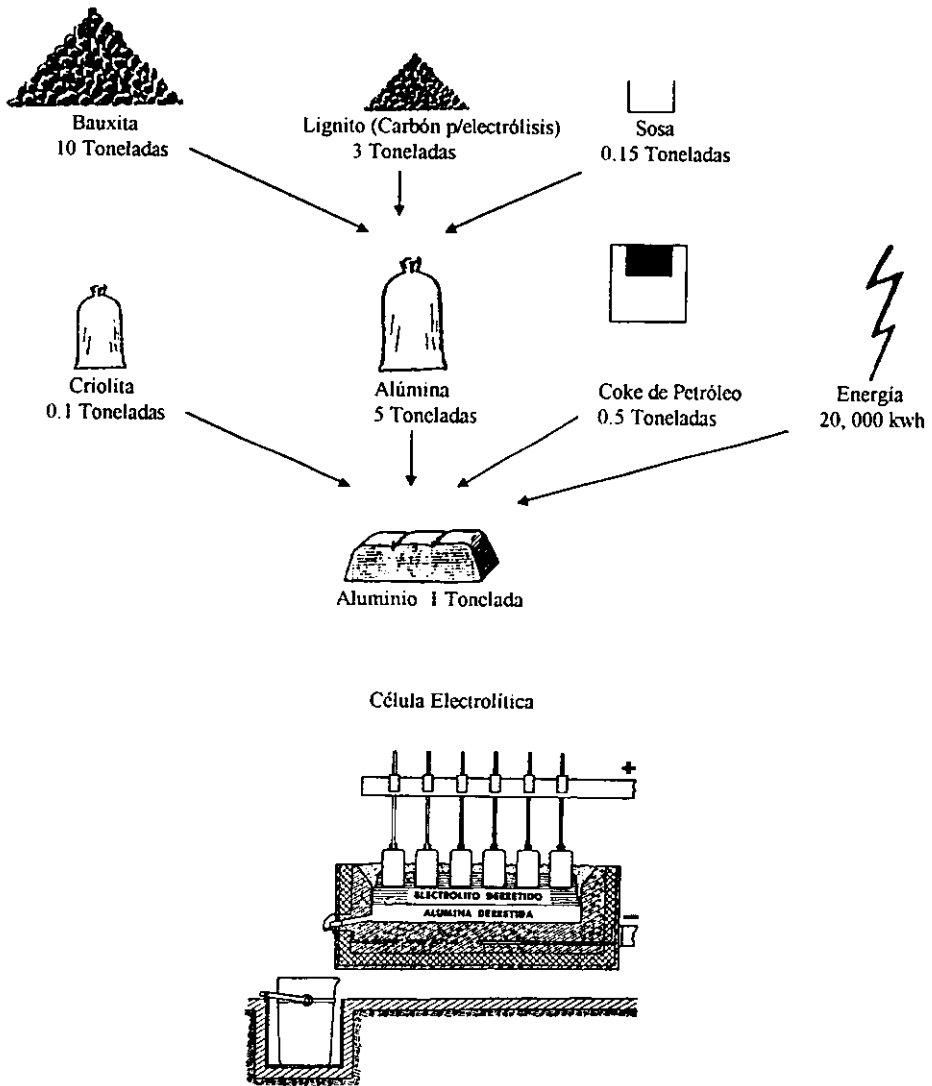 Bauxita
10 Toneladas
Lignito (Carbón p/electrólisis)
3 Toneladas
Sosa
0.15 Toneladas
Criolita
0.1 Toneladas
Alúmina
5 Toneladas
Coke de Petróleo
0.5 Toneladas
Energía
20, 000 kwh
Aluminio 1 Tonelada
Célula Electrolítica
+
ELECTROLITO DERRETIDO
ALUMINA DERRETIDA
−